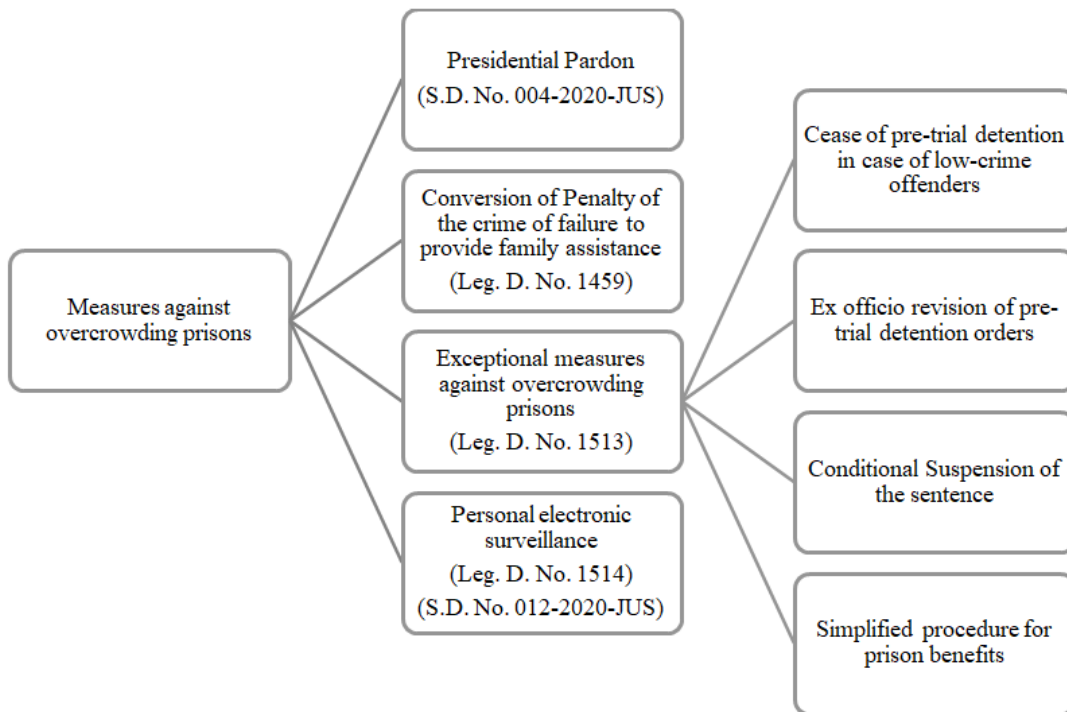 Measures against
overcrowding prisons
Presidential Pardon
(S.D. No. 004-2020-JUS)
Conversion of Penalty of
the crime of failure to
provide family assistance
(Leg. D. No. 1459)
Exceptional measures
against overcrowding
prisons
(Leg. D. No. 1513)
Personal electronic
surveillance
(Leg. D. No. 1514)
(S.D. No. 012-2020-JUS)
Cease of pre-trial detention
in case of low-crime
offenders
Ex officio revision of pre-
trial detention orders
Conditional Suspension of
the sentence
Simplified procedure for
prison benefits